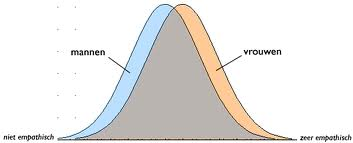 mannen
vrouwen
niet empathisch
zeer empathisch